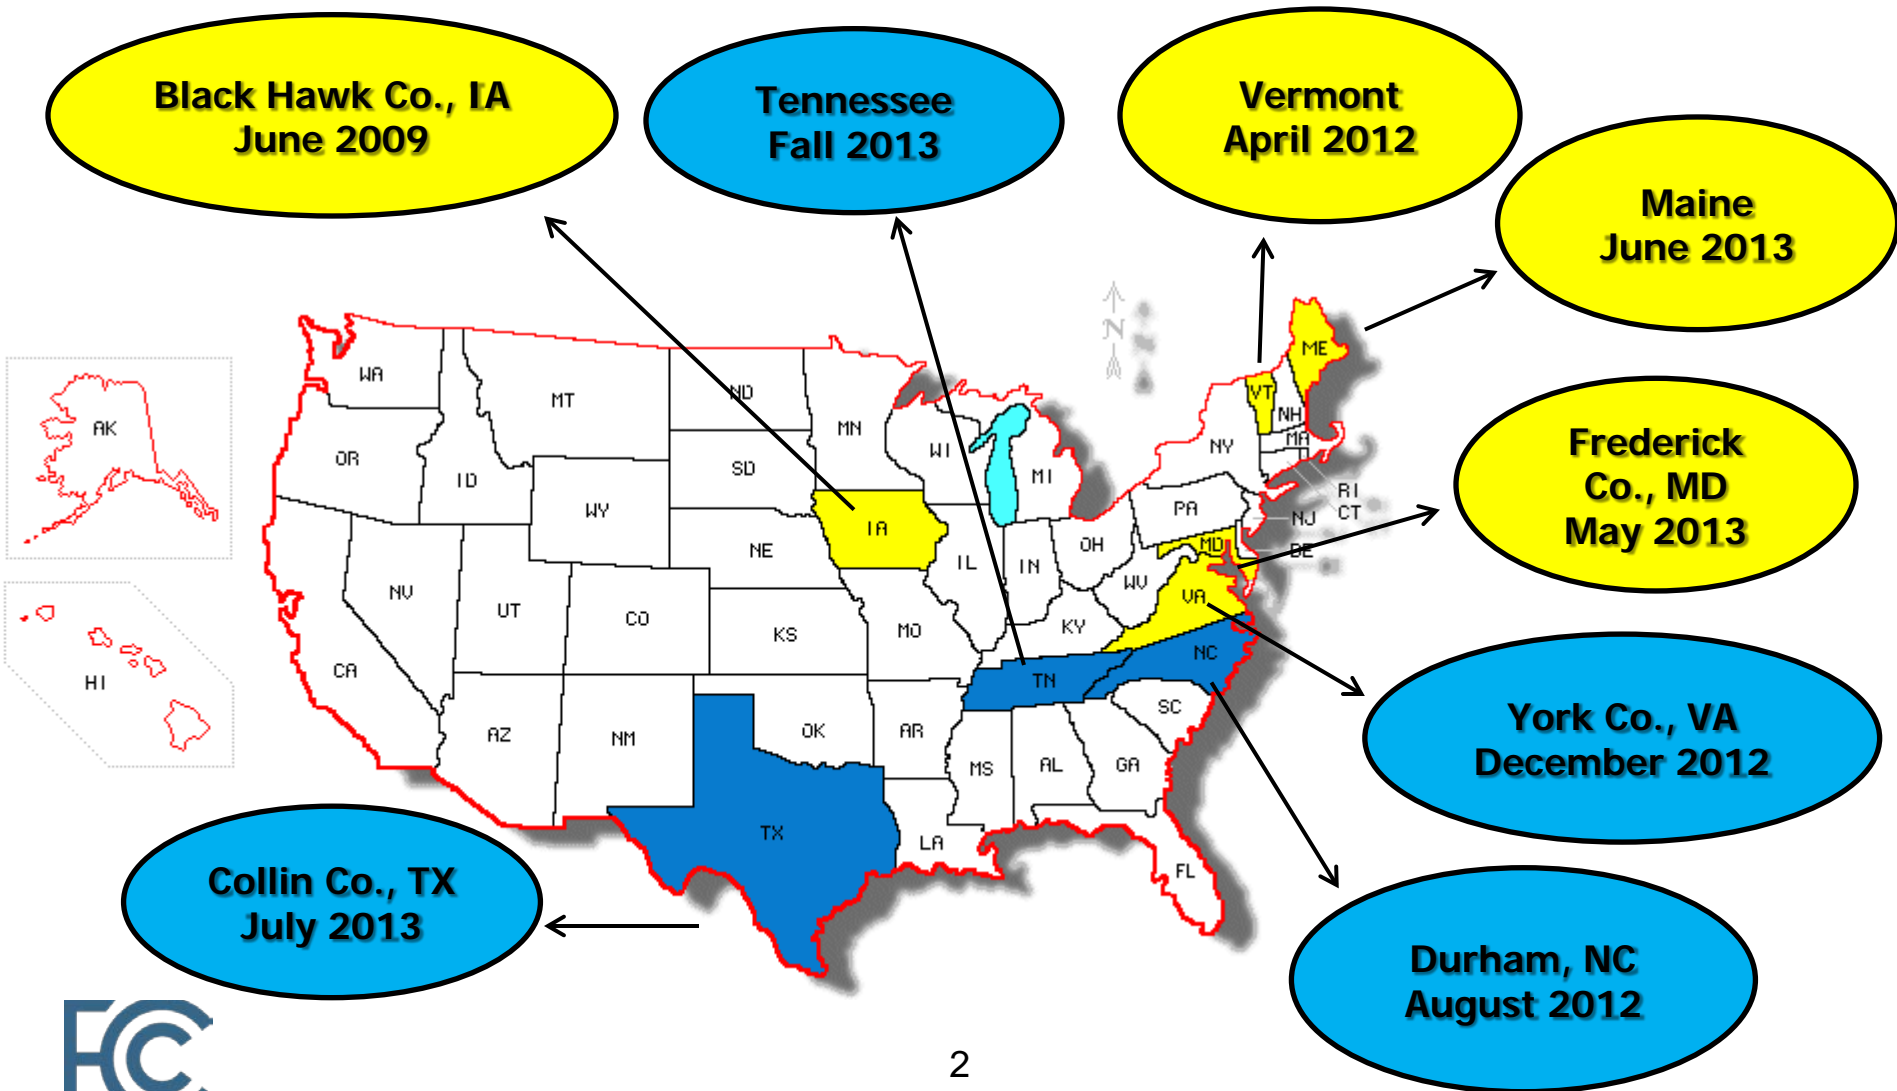 Black Hawk Co., IA
June 2009
Tennessee
Fall 2013
Vermont
April 2012
Maine
June 2013
Frederick
Co., MD
May 2013
York Co., VA
December 2012
Durham, NC
August 2012
Collin Co., TX
July 2013
N
WA
MT
ND
MN
ME
VT
NH
AK
OR
ID
SD
WI
MI
NY
MA
RI
CT
WY
IA
PA
NJ
NE
IL
IN
OH
MD
DE
NV
UT
CO
KS
MO
KY
WV
VA
CA
HI
TN
NC
AZ
NM
OK
AR
SC
MS
AL
GA
TX
LA
FL
FCC
2